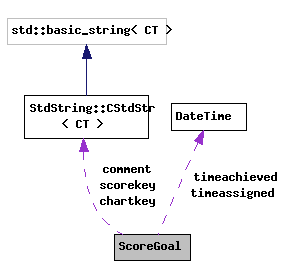 std::basic_string< CT >
StdString::CStdStr
< CT >
DateTime
comment
scorekey
chartkey
timeachieved
timeassigned
ScoreGoal